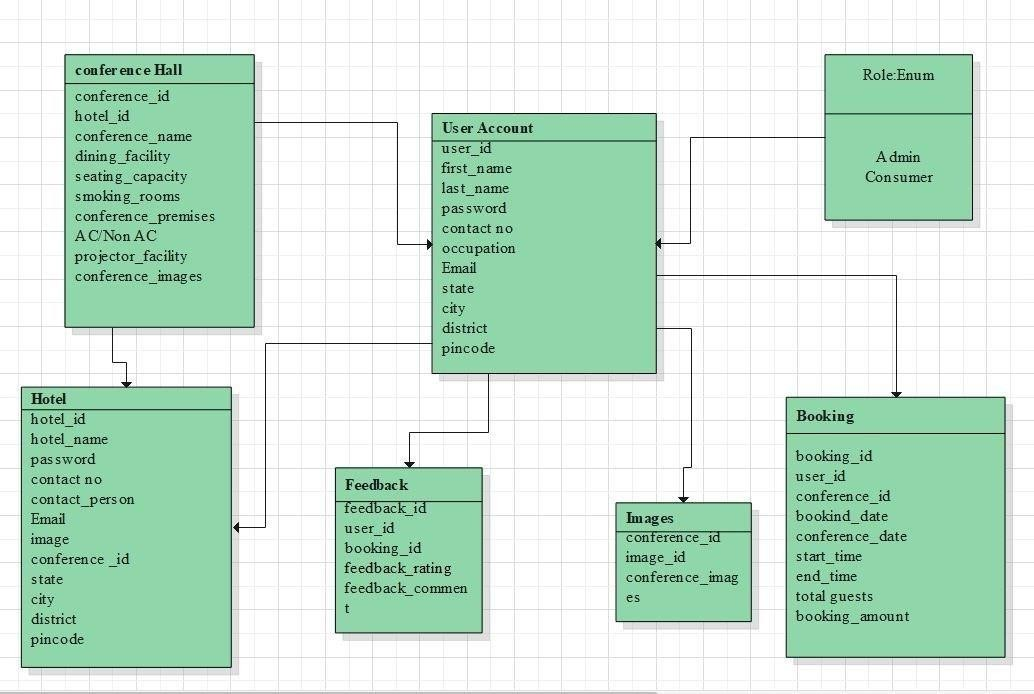 conference Hall
conference_id
hotel_id
conference_name
dining_facility
seating_capacity
smoking_rooms
conference_premises
AC/Non AC
projector_facility
conference_images
User Account
user_id
first_name
last_name
password
contact no
occupation
Email
state
city
district
pincode
Role:Enum
Admin
Consumer
Hotel
hotel_id
hotel_name
password
contact no
contact_person
Email
image
conference _id
state
city
district
pincode
Feedback
feedback_id
user_id
booking_id
feedback_rating
feedback_commen
t
Images
conference_id
image_id
conference_imag
es
Booking
booking_id
user_id
conference_id
bookind_date
conference_date
start_time
end_time
total guests
booking_amount